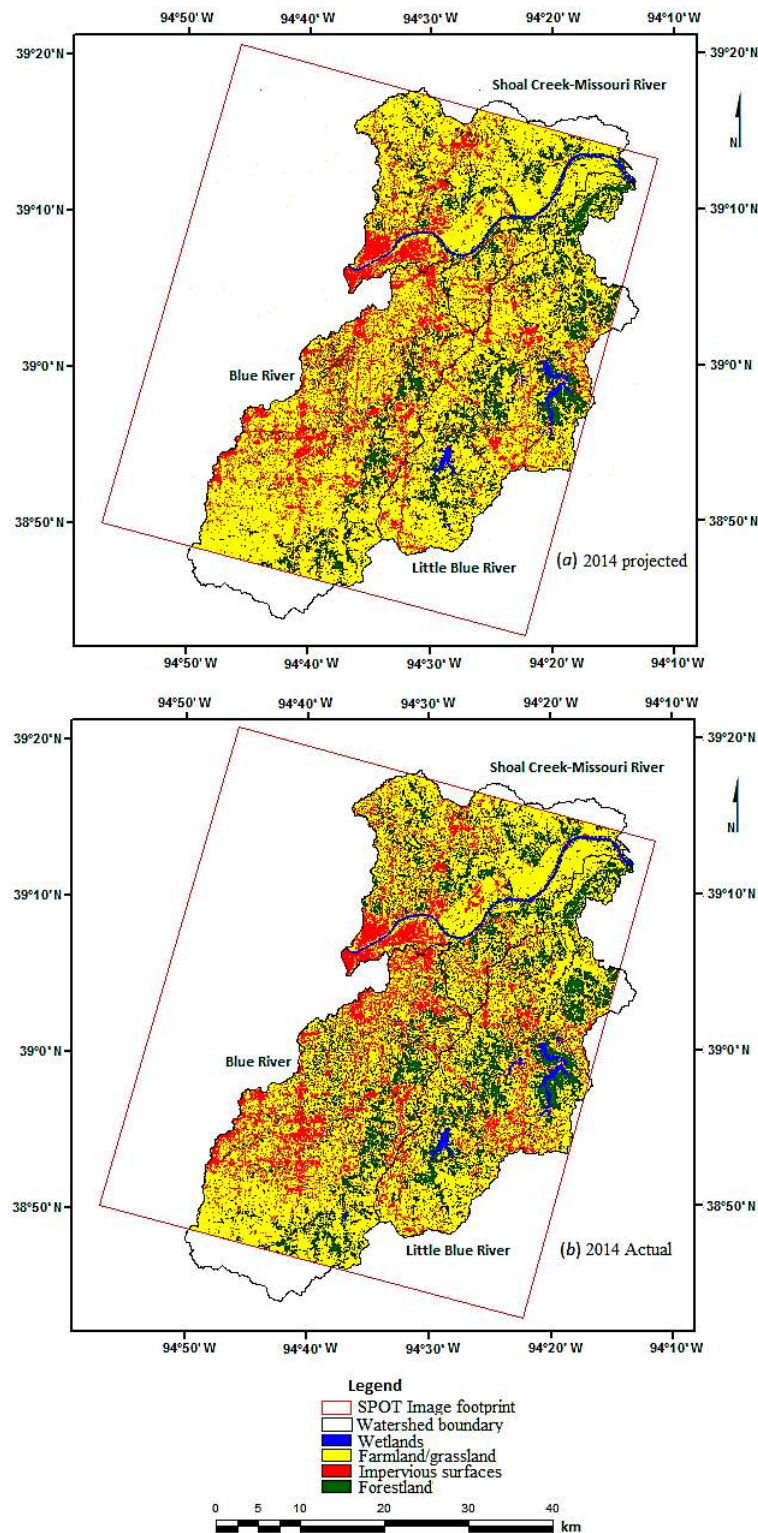 94°50' W 94°40' W 94°30' W 94°20' W 94°10' W
39°20'N 39°20'N
Shoal Creek-Missouri River
N
39°10'N 39°10'N
39°0'N 39°0'N
Blue River
38°50'N 38°50'N
(a) 2014 projected
Little Blue River
94°50' W 94°40' W 94°30' W 94°20' W 94°10' W
94°50' W 94°40' W 94°30' W 94°20' W 94°10' W
39°20'N 39°20'N
Shoal Creek-Missouri River
N
39°10'N 39°10'N
39°0'N 39°0'N
Blue River
38°50'N 38°50'N
Little Blue River (b) 2014 Actual
94°50' W 94°40' W 94°30' W 94°20' W 94°10' W
Legend
SPOT Image footprint
Watershed boundary
Wetlands
Farmland/grassland
Impervious surfaces
Forestland
0 5 10 20 30 40
km